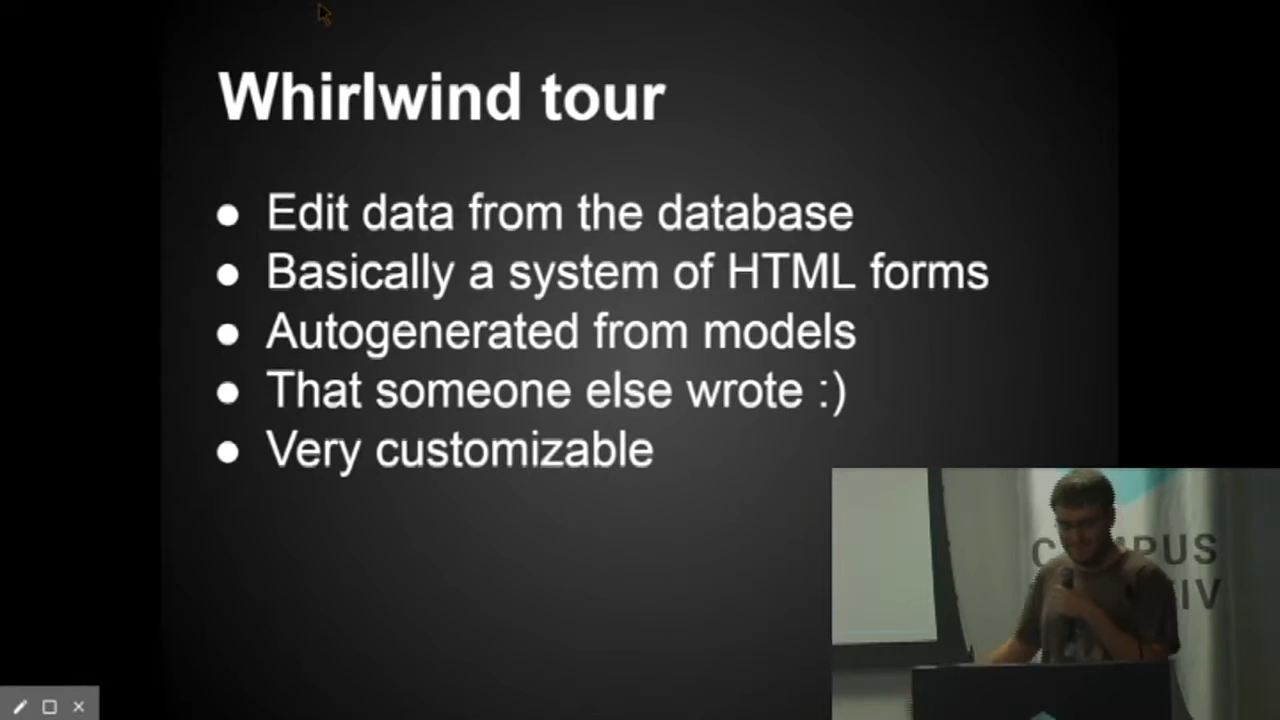 Whirlwind tour
● Edit data from the database
● Basically a system of HTML forms
● Autogenerated from models
● That someone else wrote :)
● Very customizable